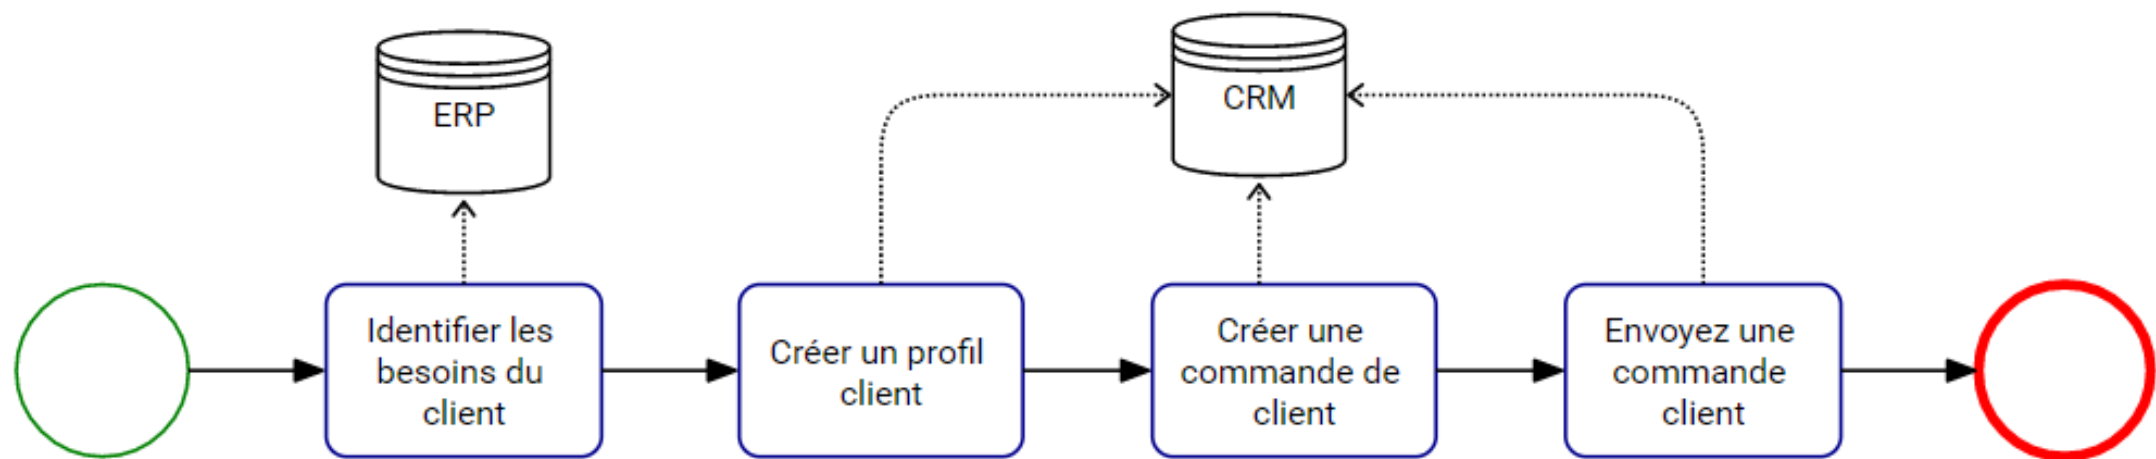 ERP
CRM
Identifier les
besoins du
client
Créer un profil
client
Créer une
commande de
client
Envoyez une
commande
client